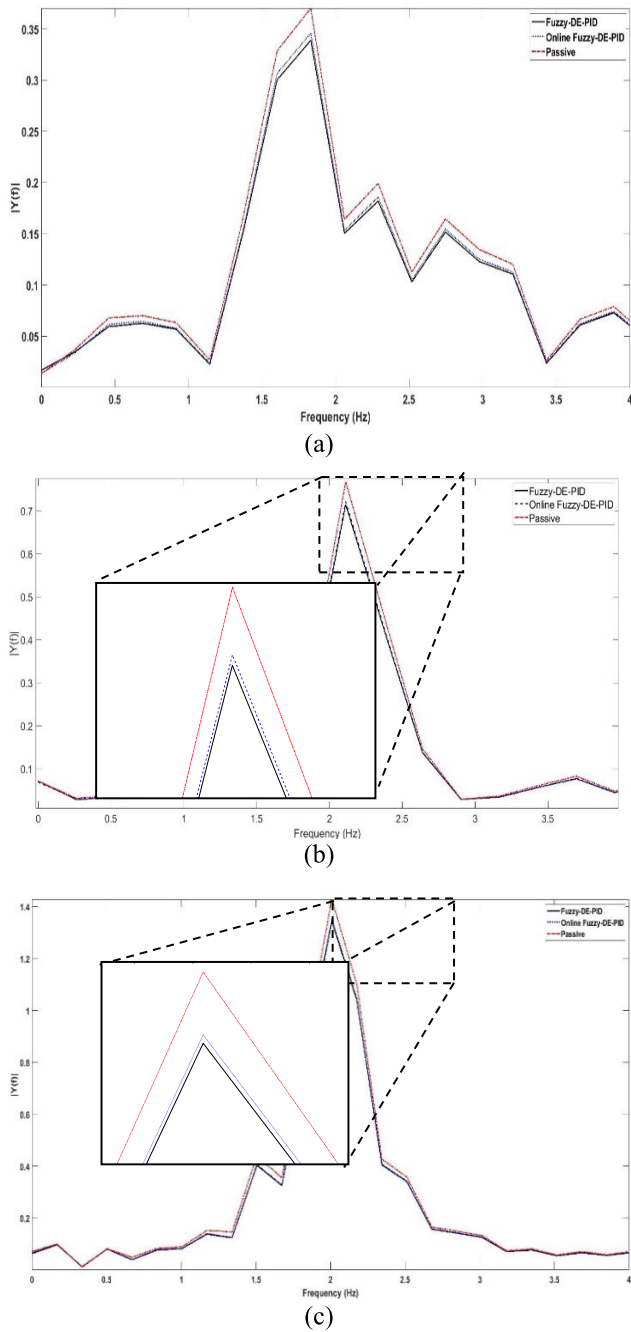 Fuzzy-DE-PID
Online Fuzzy-DE-PID
Passive
|Y(f)|
0.35
0.3
0.25
0.2
0.15
0.1
0.05
0 0.5 1 1.5 2 2.5 3 3.5 4
Frequency (Hz)
(a)
Fuzzy-DE-PID
Online Fuzzy-DE-PID
Passive
|Y(f)|
0.7
0.6
0.5
0.4
0.3
0.2
0.1
0 0.5 1 1.5 2 2.5 3 3.5
Frequency (Hz)
(b)
Fuzzy-DE-PID
Online Fuzzy-DE-PID
Passive
|Y(f)|
1.4
1.2
1
0.8
0.6
0.4
0.2
0 0.5 1 1.5 2 2.5 3 3.5 4
Frequency (Hz)
(c)